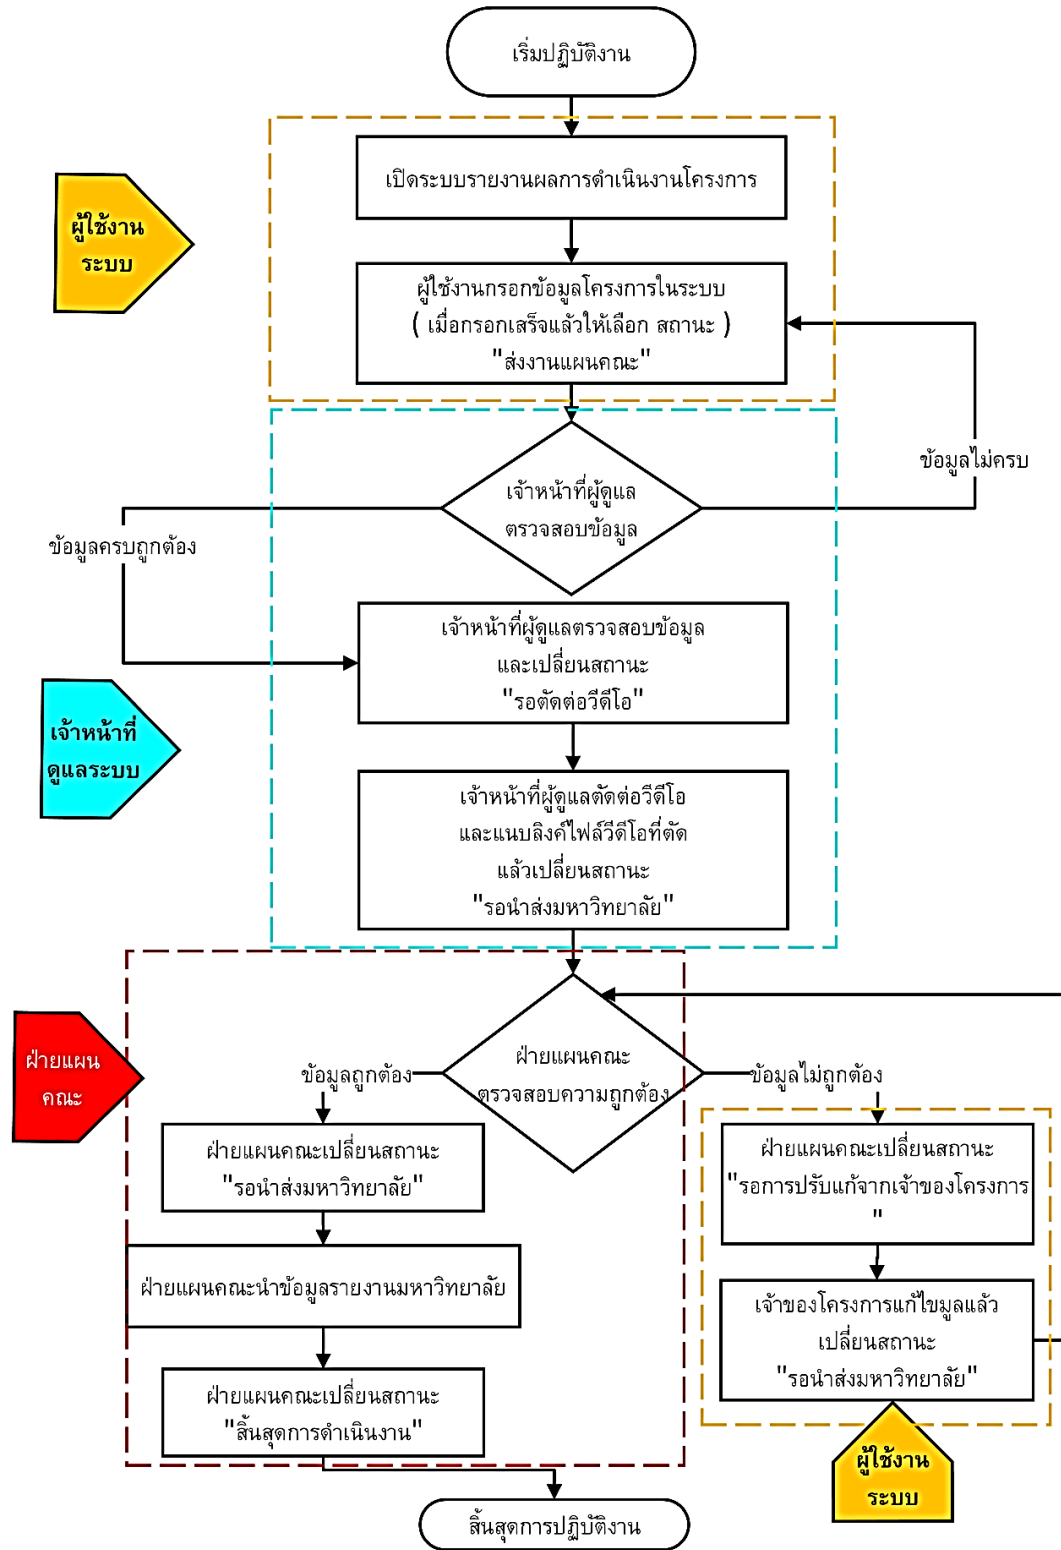 เริ่มปฏิบัติงาน
เปิดระบบรายงานผลการดำเนินงานโครงการ
ผู้ใช้งาน
ระบบ
ผู้ใช้งานกรอกข้อมูลโครงการในระบบ
( เมื่อกรอกเสร็จแล้วให้เลือก สถานะ )
"ส่งงานแผนคณะ"
ข้อมูลไม่ครบ
เจ้าหน้าที่ผู้ดูแล
ตรวจสอบข้อมูล
ข้อมูลครบถูกต้อง
เจ้าหน้าที่ผู้ดูแลตรวจสอบข้อมูล
และเปลี่ยนสถานะ
"รอตัดต่อวีดีโอ"
เจ้าหน้าที่
ดูแลระบบ
เจ้าหน้าที่ผู้ดูแลตัดต่อวีดีโอ
และแนบลิงค์ไฟล์วีดีโอที่ตัด
แล้วเปลี่ยนสถานะ
"รอนำส่งมหาวิทยาลัย"
ฝ่ายแผน
คณะ
ฝ่ายแผนคณะ
ตรวจสอบความถูกต้อง
ข้อมูลถูกต้อง
ข้อมูลไม่ถูกต้อง
ฝ่ายแผนคณะเปลี่ยนสถานะ
"รอนำส่งมหาวิทยาลัย"
ฝ่ายแผนคณะเปลี่ยนสถานะ
"รอการปรับแก้จากเจ้าของโครงการ
"
ฝ่ายแผนคณะนำข้อมูลรายงานมหาวิทยาลัย
เจ้าของโครงการแก้ไขมูลแล้ว
เปลี่ยนสถานะ
"รอนำส่งมหาวิทยาลัย"
ฝ่ายแผนคณะเปลี่ยนสถานะ
"สิ้นสุดการดำเนินงาน"
ผู้ใช้งาน
ระบบ
สิ้นสุดการปฏิบัติงาน